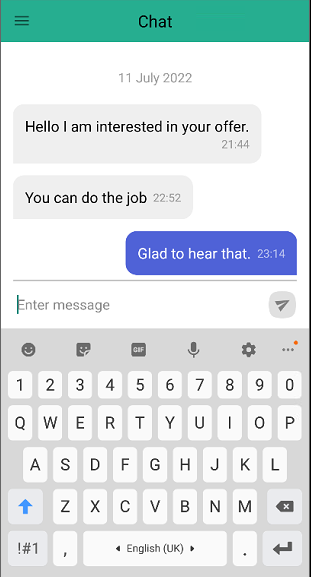 Chat
11 July 2022
Hello I am interested in your offer.
21:44
You can do the job 22:52
Glad to hear that. 23:14
Enter message
GIF
1 2 3 4 5 6 7 8 9 0
Q W E R T Y U I O P
A S D F G H J K L
Z X C V B N M
!#1 , English (UK) .